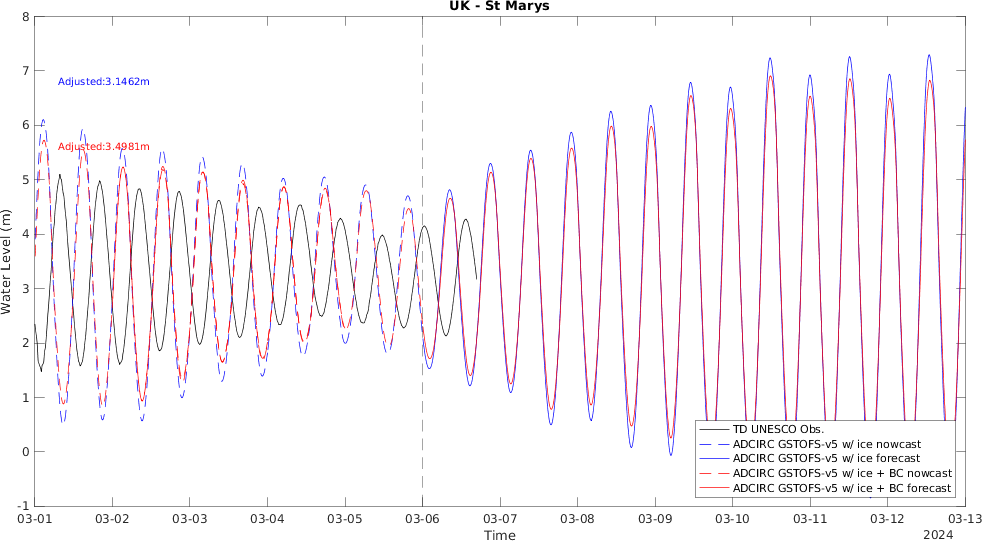 UK - St Marys
8
7
6
5
4
3
2
1
0
-1
Water Level (m)
Adjusted:3.1462m
Adjusted:3.4981m
TD UNESCO Obs.
ADCIRC GSTOFS-v5 w/ ice nowcast
ADCIRC GSTOFS-v5 w/ ice forecast
ADCIRC GSTOFS-v5 w/ ice + BC nowcast
ADCIRC GSTOFS-v5 w/ ice + BC forecast
03-01 03-02 03-03 03-04 03-05 03-06 03-07 03-08 03-09 03-10 03-11 03-12 03-13
Time
2024